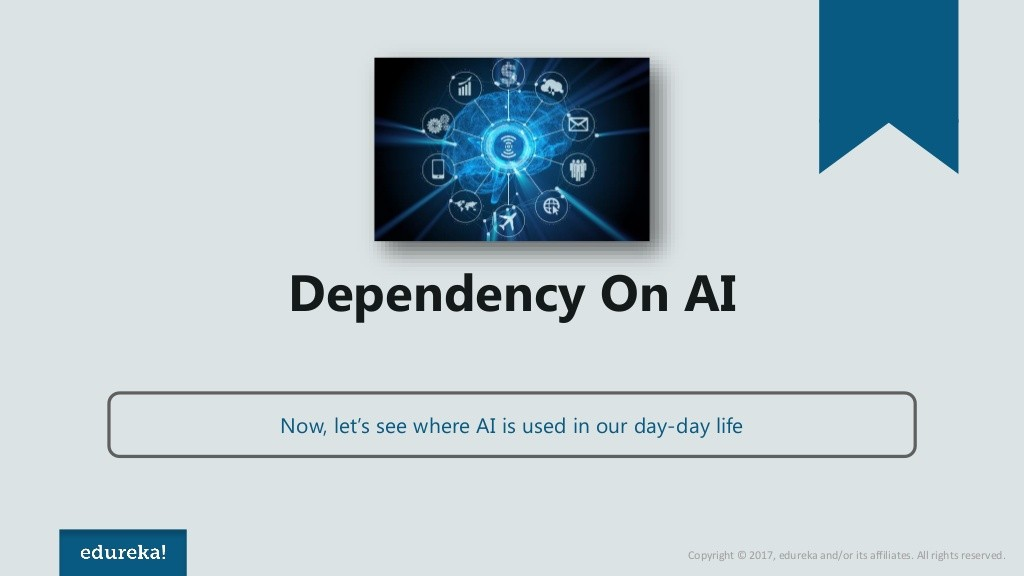 Dependency On AI
Now, let’s see where AI is used in our day-day life
edureka!
Copyright © 2017, edureka and/or its affiliates. All rights reserved.